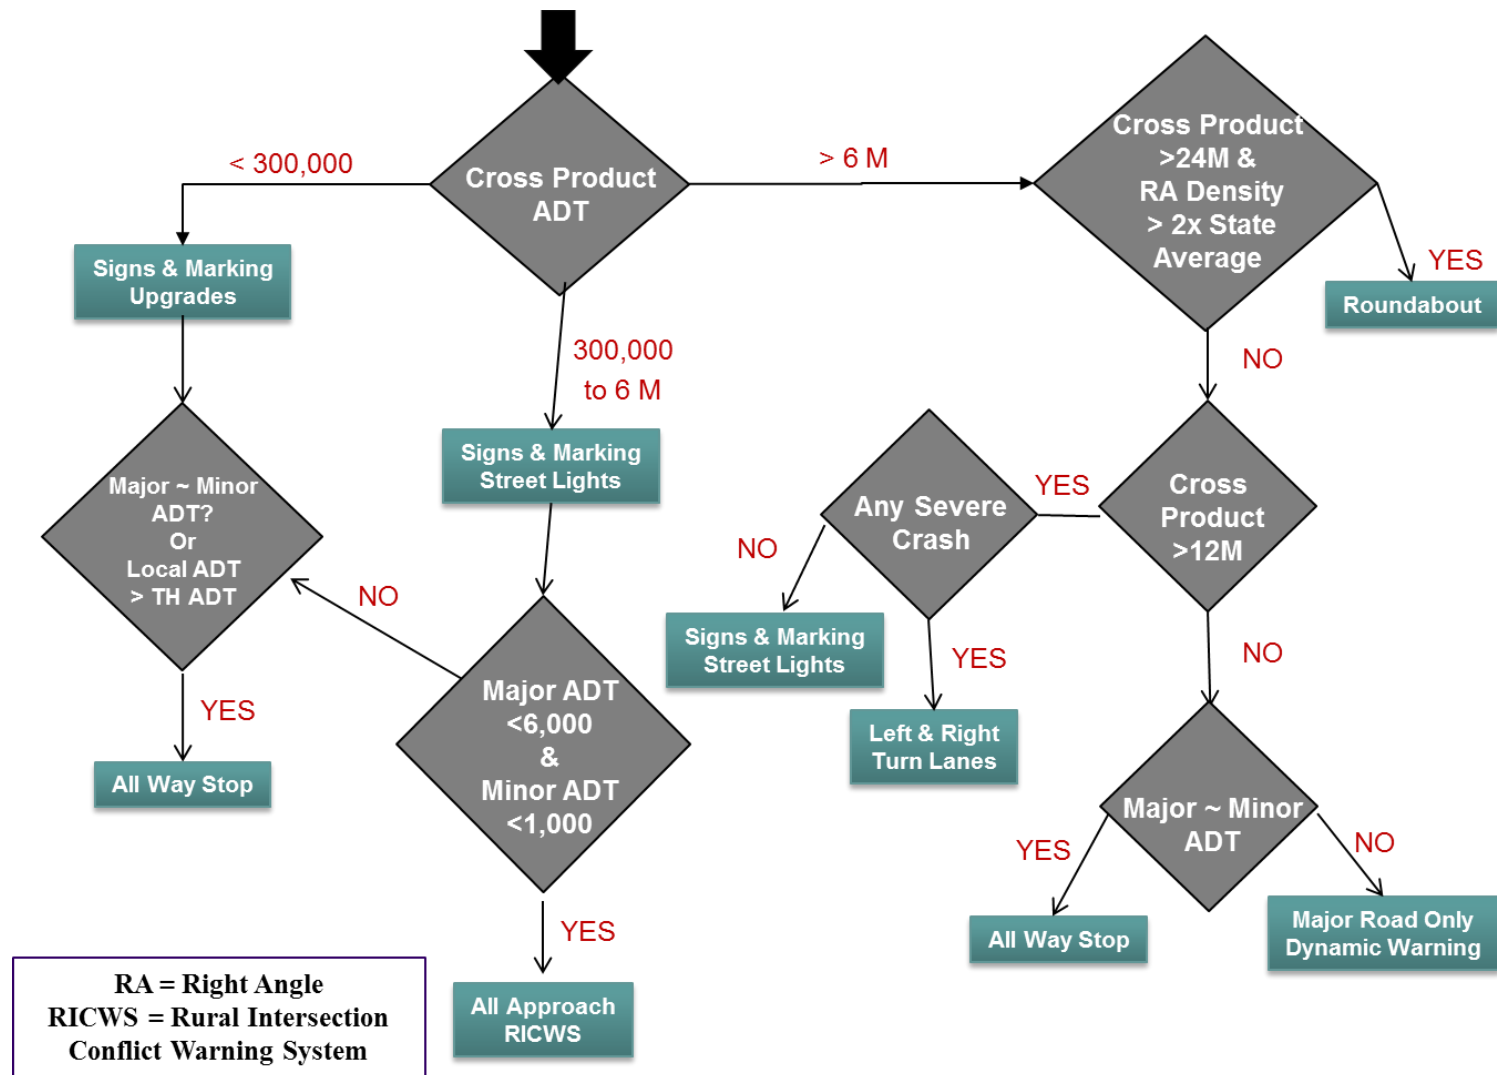 Cross Product
ADT
< 300,000
> 6 M
300,000
to 6 M
Cross Product
>24M &
RA Density
> 2x State
Average
YES
Roundabout
NO
Signs & Marking
Upgrades
Signs & Marking
Street Lights
Major ~ Minor
ADT?
Or
Local ADT
> TH ADT
YES
All Way Stop
NO
Major ADT
<6,000
&
Minor ADT
<1,000
YES
All Approach
RICWS
Cross
Product
>12M
YES
Any Severe
Crash
NO
Signs & Marking
Street Lights
YES
Left & Right
Turn Lanes
NO
Major ~ Minor
ADT
YES
All Way Stop
NO
Major Road Only
Dynamic Warning
RA = Right Angle
RICWS = Rural Intersection
Conflict Warning System